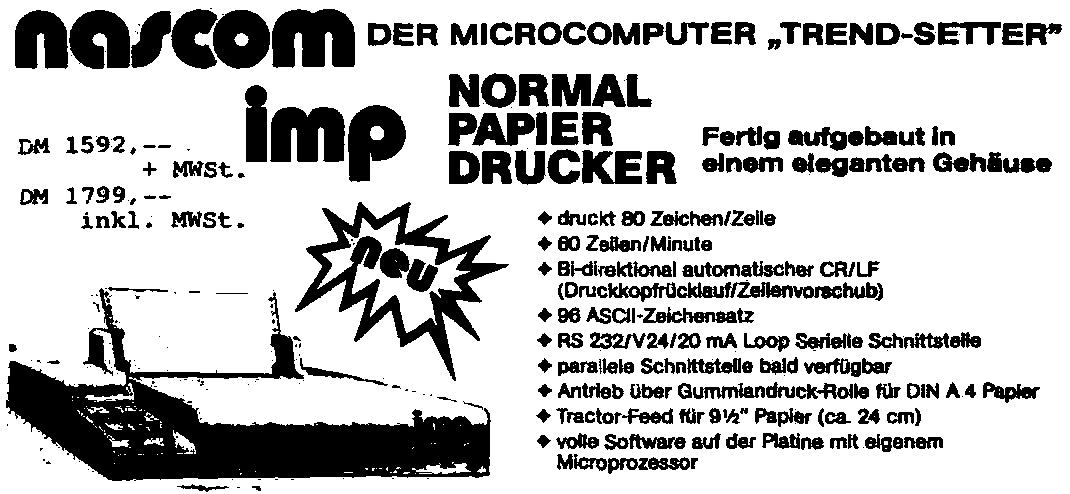 nascom DER MICROCOMPUTER „TREND-SETTER”
imp
NORMAL
PAPIER
DRUCKER
Fertig aufgebaut in
einem eleganten Gehäuse
DM 1592,--
+ MWSt.
DM 1799,--
inkl. MWSt.
neu
◆ druckt 80 Zeichen/Zeile
◆ 60 Zeilen/Minute
◆ Bi-direktional automatischer CR/LF
(Druckkopfrücklauf/Zeilenvorschub)
◆ 96 ASCII-Zeichensatz
◆ RS 232/V24/20 mA Loop Serielle Schnittstelle
◆ parallele Schnittstelle bald verfügbar
◆ Antrieb über Gummiandruck-Rolle für DIN A 4 Papier
◆ Tractor-Feed für 9½" Papier (ca. 24 cm)
◆ volle Software auf der Platine mit eigenem
Microprozessor
imp